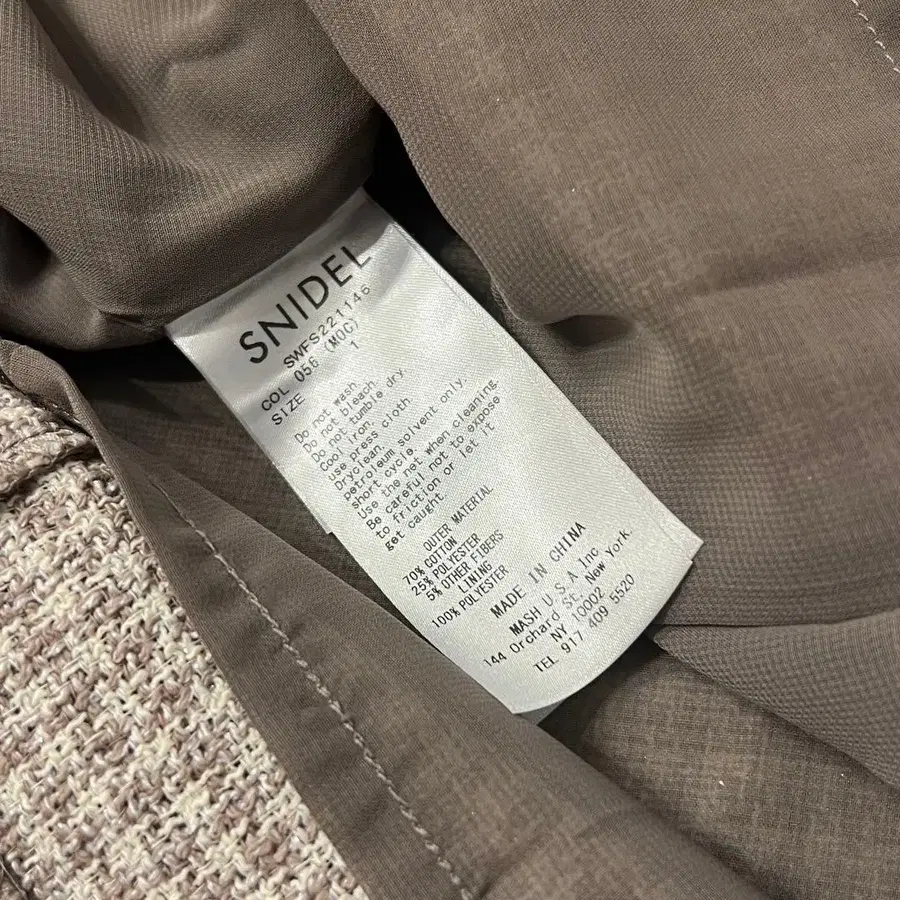 SNIDEL
SWFS221146
COL 056 (MOC)
SIZE 1
Do not wash.
Do not bleach.
Do not tumble dry.
Cool iron.
use press cloth
Dryclean.
petroleum solvent only.
short cycle.
Use the net when cleaning.
Be careful not to expose
to friction or let it
get caught.
OUTER MATERIAL
70% COTTON
25% POLYESTER
5% OTHER FIBERS
LINING
100% POLYESTER
MADE IN CHINA
MASH U.S.A Inc.
144 Orchard. SE, New York.
NY 10002
TEL 917 409 5520